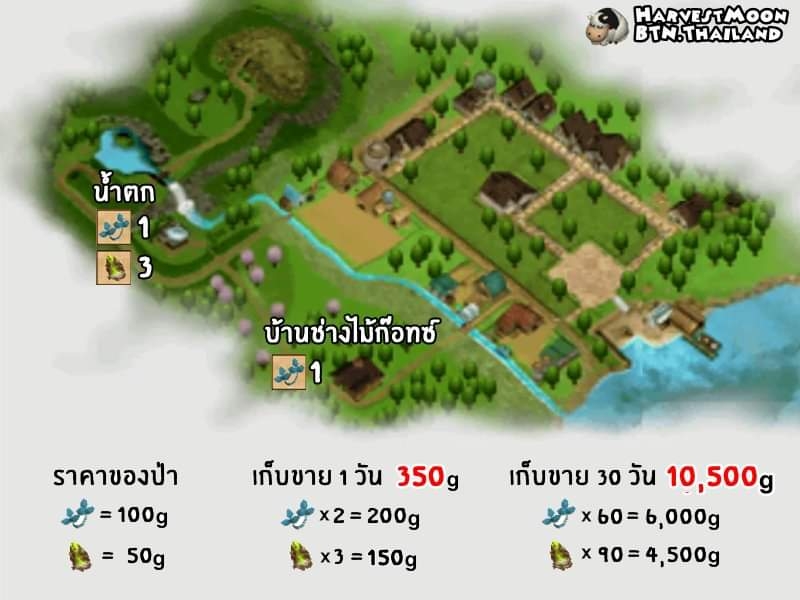 HARVESTMOON
BTN.THAILAND
น้ำตก
1
3
บ้านช่างไม้ก๊อทซ์
1
ราคาของป่า
= 100g
= 50g
เก็บขาย 1 วัน 350g
x2 = 200g
x3 = 150g
เก็บขาย 30 วัน 10,500g
x 60 = 6,000g
x 90 = 4,500g